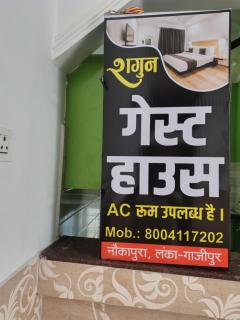 शगुन
गेस्ट
हाउस
AC रूम उपलब्ध है।
Mob.: 8004117202
नौकापुरा, लंका-गाजीपुर